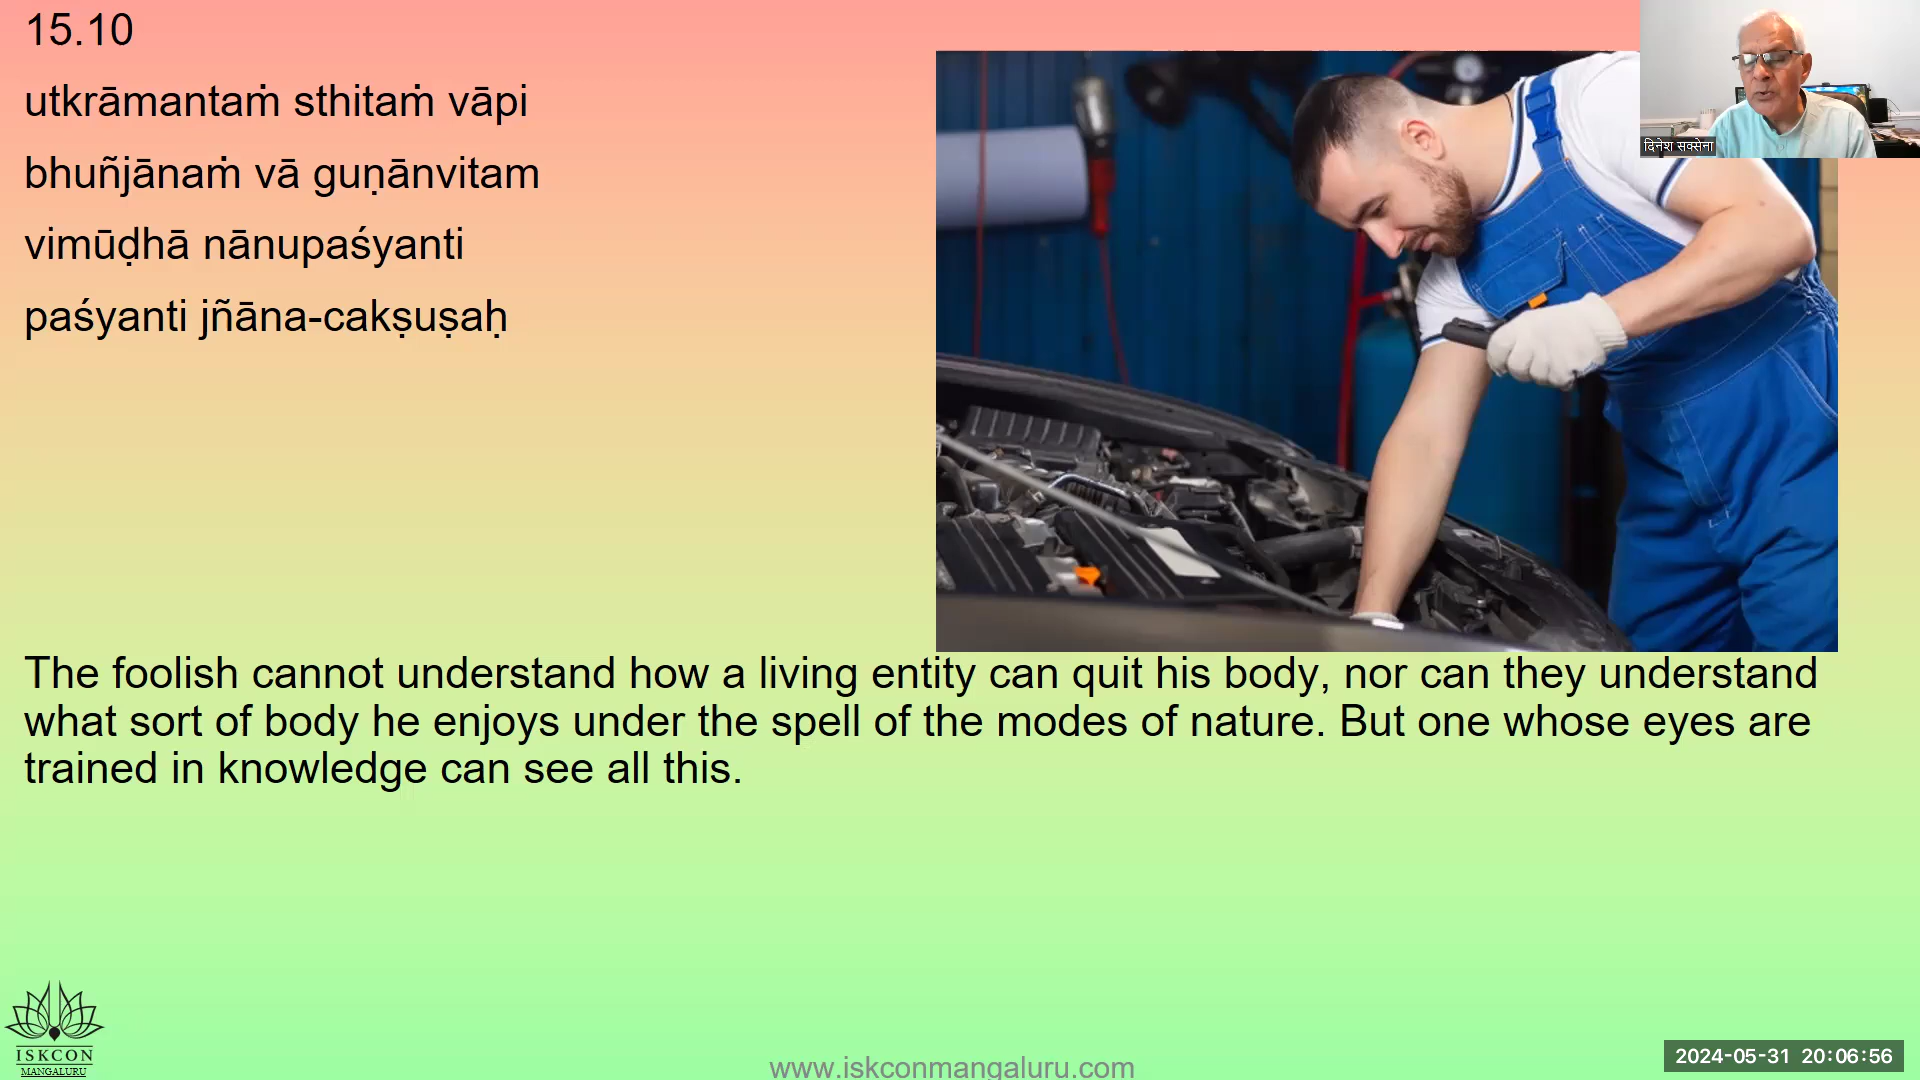 15.10
utkrāmantaṁ sthitaṁ vāpi
bhuñjānaṁ vā guṇānvitam
vimūḍhā nānupaśyanti
paśyanti jñāna-cakṣuṣaḥ
दिनेश सक्सेना
The foolish cannot understand how a living entity can quit his body, nor can they understand
what sort of body he enjoys under the spell of the modes of nature. But one whose eyes are
trained in knowledge can see all this.
ISKCON
MANGALURU
www.iskconmangaluru.com
2024-05-31 20:06:56